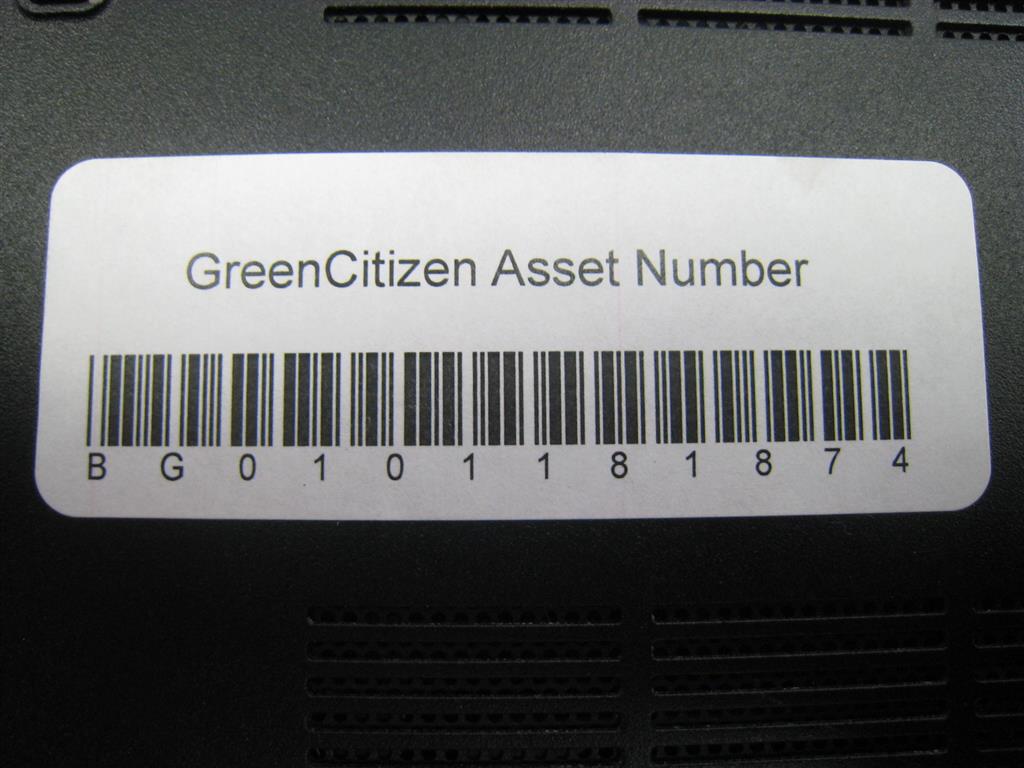 GreenCitizen Asset Number
B G 0 1 0 1 1 8 1 8 7 4